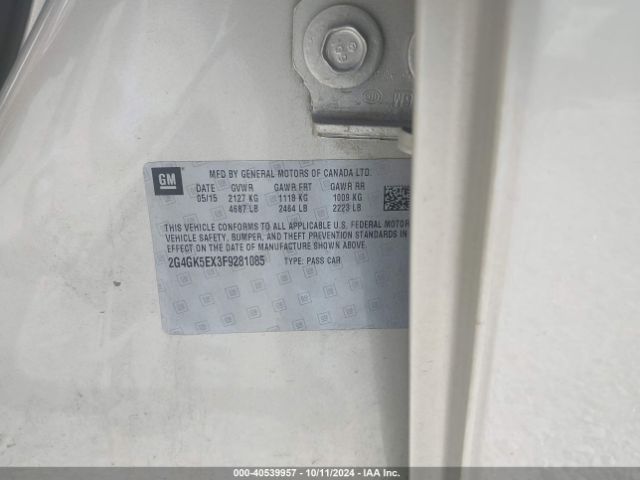 GM
MFD BY GENERAL MOTORS OF CANADA LTD.
DATE GVWR GAWR FRT GAWR RR
05/15 2127 KG 1118 KG 1009 KG
4687 LB 2464 LB 2223 LB
THIS VEHICLE CONFORMS TO ALL APPLICABLE U.S. FEDERAL MOTOR
VEHICLE SAFETY, BUMPER, AND THEFT PREVENTION STANDARDS IN
EFFECT ON THE DATE OF MANUFACTURE SHOWN ABOVE.
2G4GK5EX3F9281085 TYPE: PASS CAR
000-40539957 - 10/11/2024 - IAA Inc.